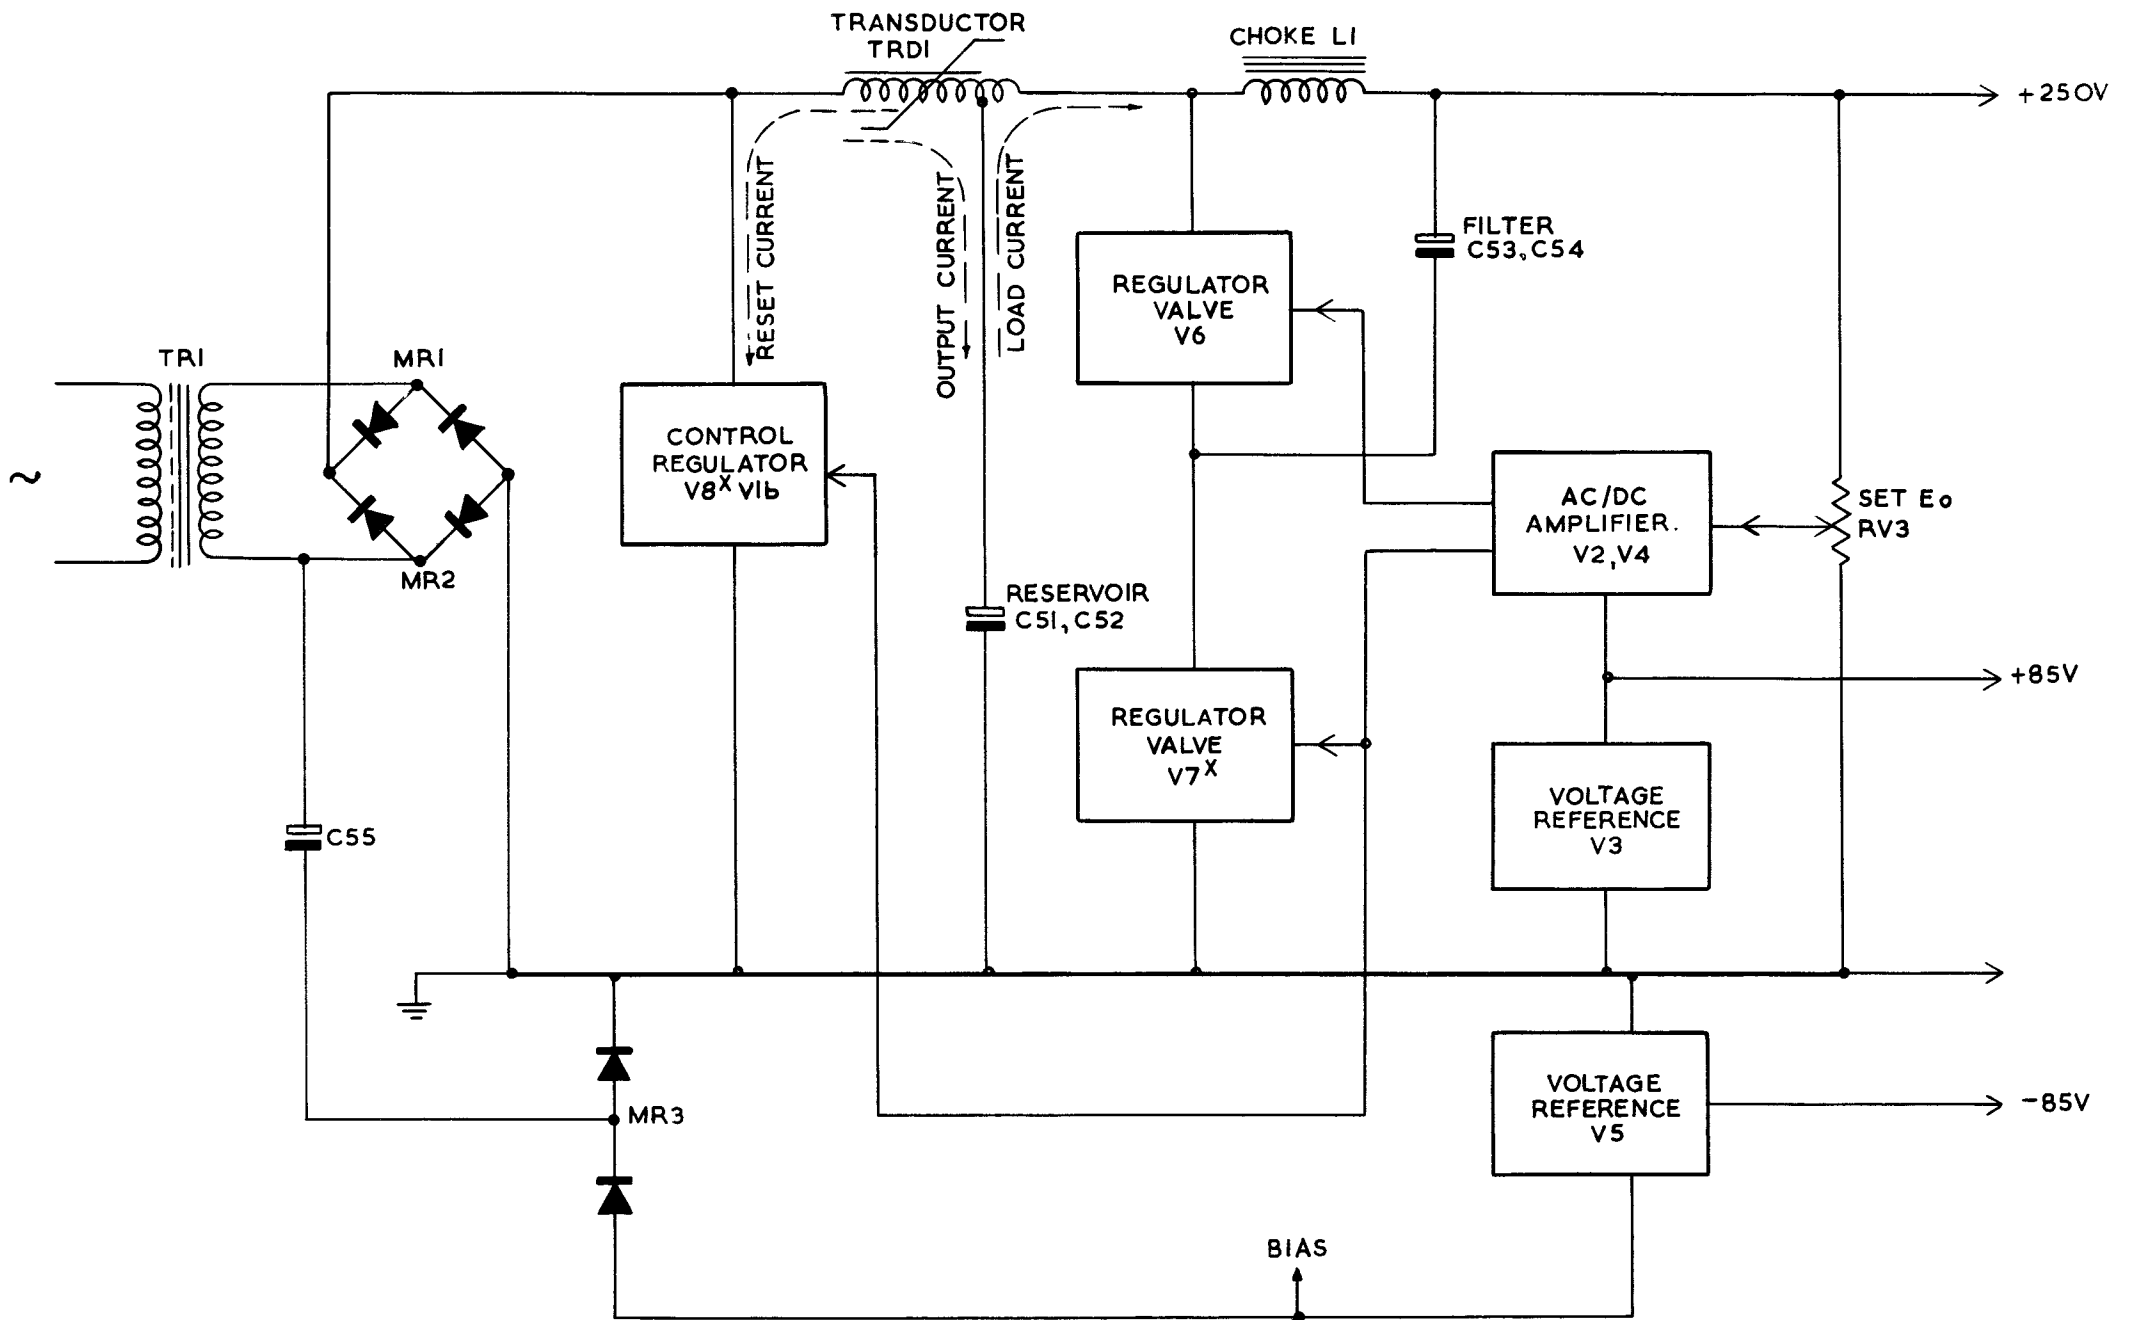 TRANSDUCTOR
TRD1
CHOKE L1
+250V
RESET CURRENT
OUTPUT CURRENT
LOAD CURRENT
FILTER
C53, C54
REGULATOR
VALVE
V6
TR1
MR1
~
MR2
CONTROL
REGULATOR
V8X V1b
AC/DC
AMPLIFIER.
V2, V4
SET Eo
RV3
RESERVOIR
C51, C52
+85V
REGULATOR
VALVE
V7X
VOLTAGE
REFERENCE
V3
C55
MR3
VOLTAGE
REFERENCE
V5
-85V
BIAS